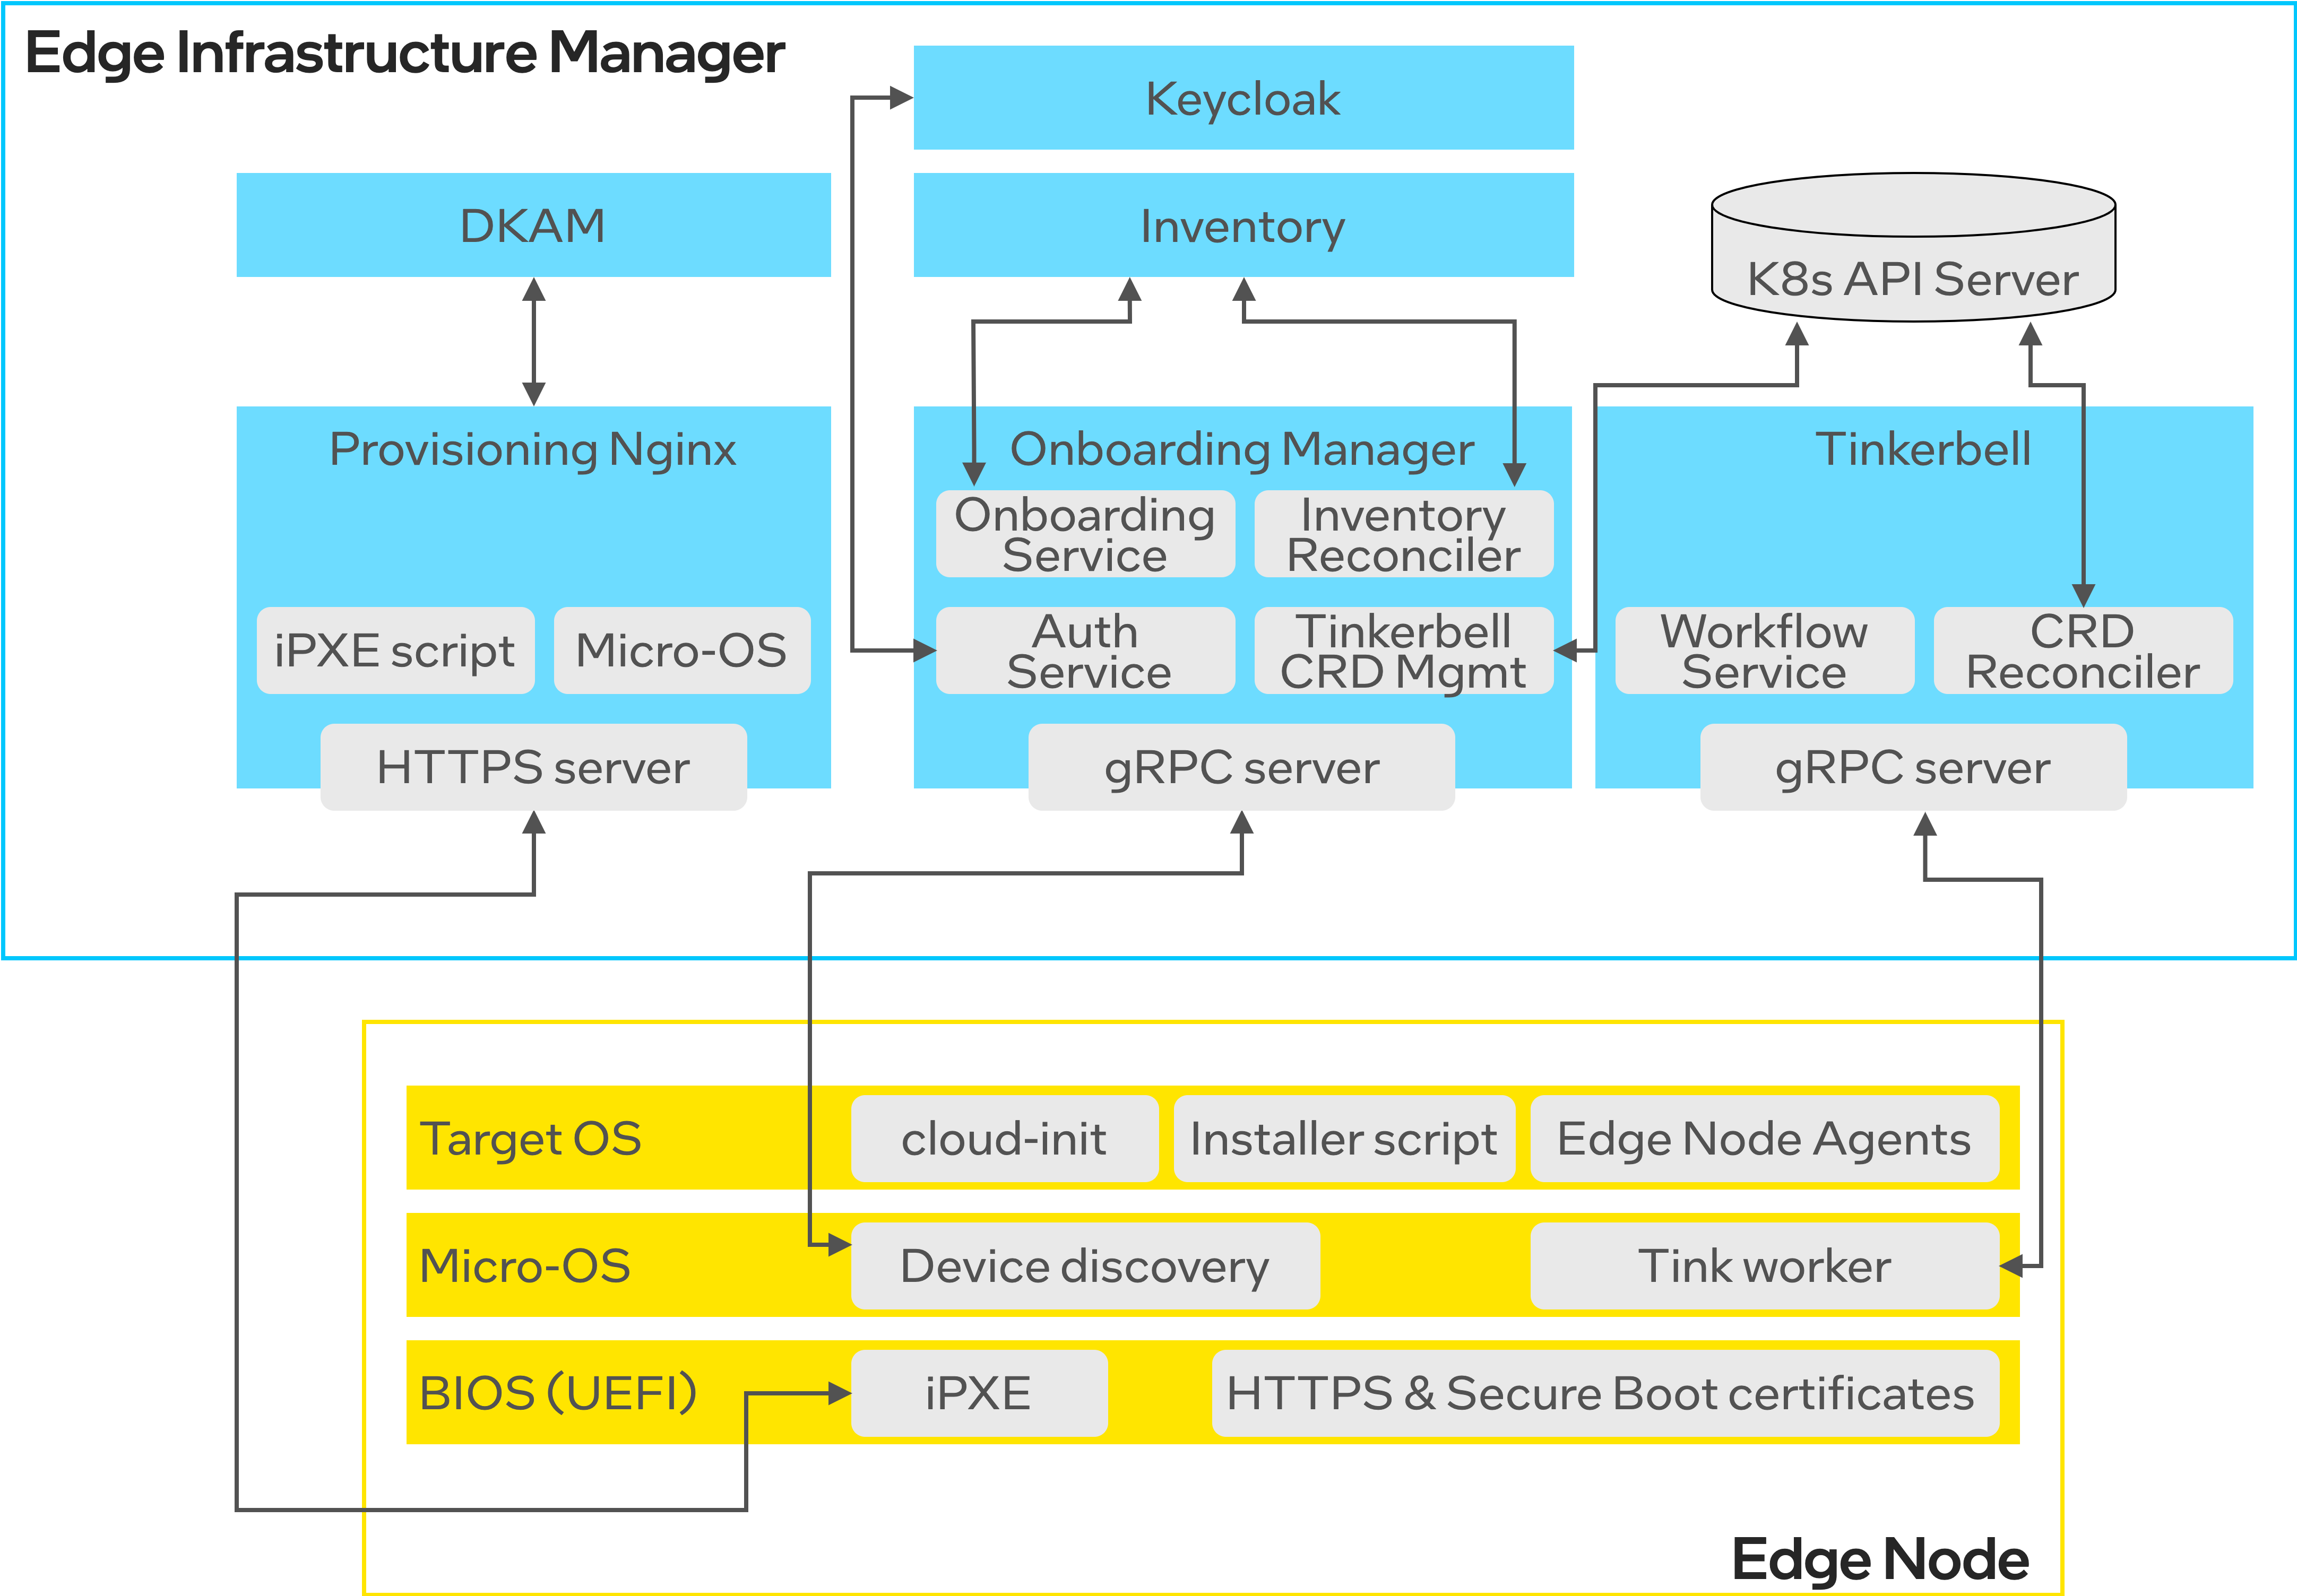 Edge Infrastructure Manager
Keycloak
DKAM
Inventory
K8s API Server
Provisioning Nginx
iPXE script
Micro-OS
HTTPS server
Onboarding Manager
Onboarding
Service
Inventory
Reconciler
Auth
Service
Tinkerbell
CRD Mgmt
gRPC server
Tinkerbell
Workflow
Service
CRD
Reconciler
gRPC server
Target OS
cloud-init
Installer script
Edge Node Agents
Micro-OS
Device discovery
Tink worker
BIOS (UEFI)
iPXE
HTTPS & Secure Boot certificates
Edge Node